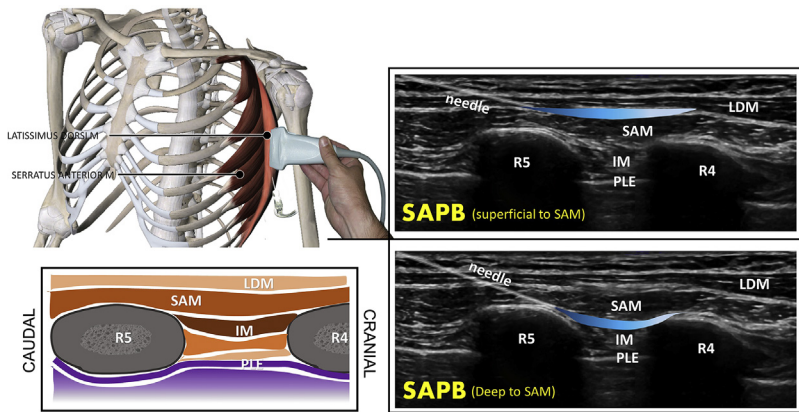 LATISSIMUS DORSI M
SERRATUS ANTERIOR M
needle
LDM
SAM
R5
IM
R4
PLE
SAPB (superficial to SAM)
CAUDAL
LDM
SAM
R5
IM
R4
PLE
CRANIAL
needle
LDM
SAM
R5
IM
R4
PLE
SAPB (Deep to SAM)